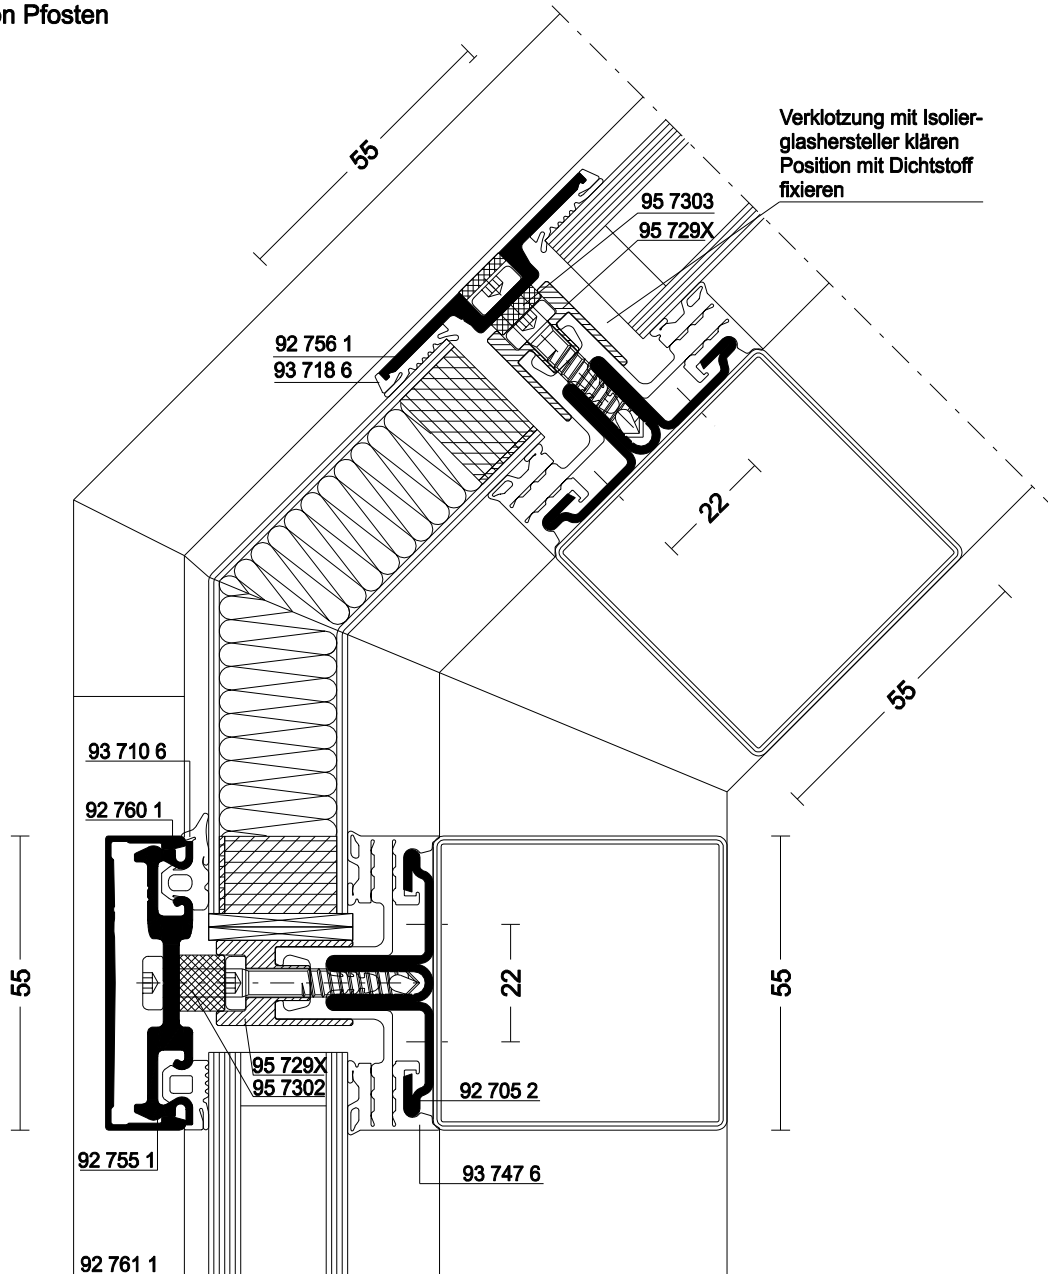 n Pfosten
55
Verklotzung mit Isolier-
glashersteller klären
Position mit Dichtstoff
fixieren
95 7303
95 729X
92 756 1
93 718 6
22
55
93 710 6
92 760 1
55
22
55
95 729X
95 7302
92 705 2
92 755 1
93 747 6
92 761 1